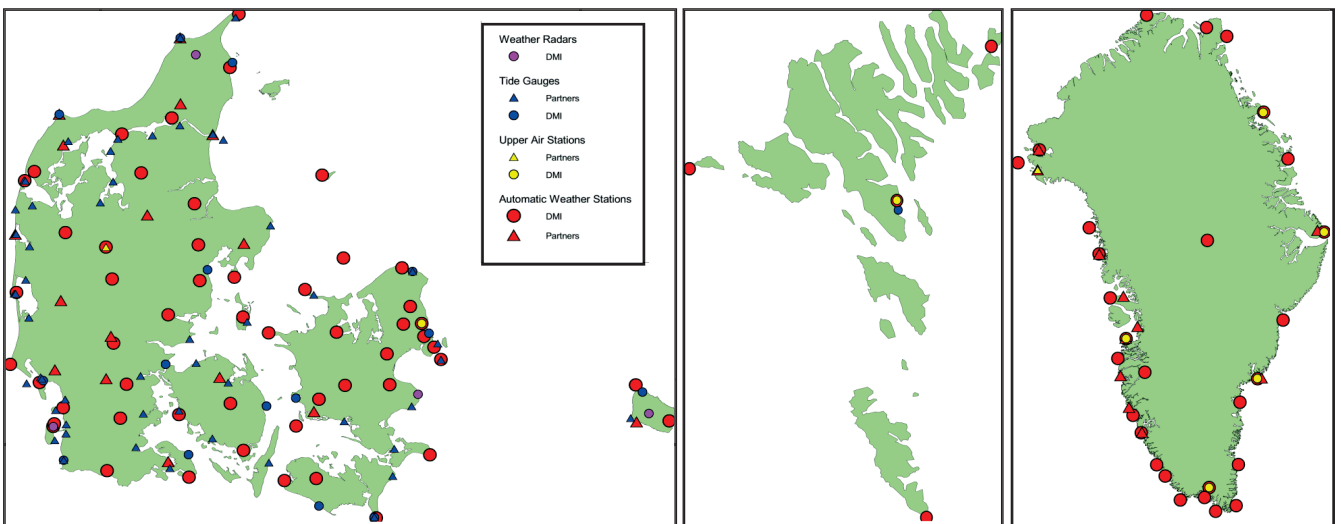 Weather Radars
DMI
Tide Gauges
Partners
DMI
Upper Air Stations
Partners
DMI
Automatic Weather Stations
DMI
Partners